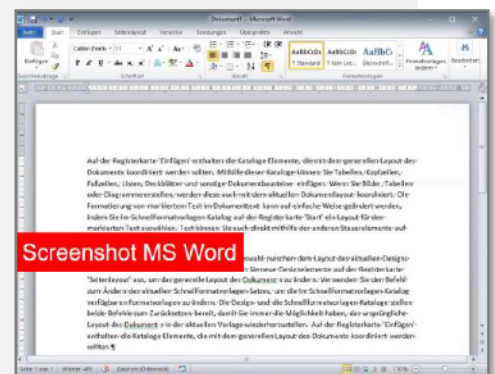 Dokument1 - Microsoft Word
Datei Start Einfügen Seitenlayout Verweise Sendungen Überprüfen Ansicht
Calibri (Textk 11
Einfügen
F K U
AaBbCcDc AaBbCcDc AaBbC
Standard Kein Lee... Überschrift...
Formatvorlagen ändern
Bearbeiten
Zwischenablage Schriftart Absatz Formatvorlagen
Auf der Registerkarte 'Einfügen' enthalten die Kataloge Elemente, die mit dem generellen Layout des
Dokuments koordiniert werden sollten. Mithilfe dieser Kataloge können Sie Tabellen, Kopfzeilen,
Fußzeilen, Listen, Deckblätter und sonstige Dokumentbausteine einfügen. Wenn Sie Bilder, Tabellen
oder Diagramme erstellen, werden diese auch mit dem aktuellen Dokumentlayout koordiniert. Die
Formatierung von markiertem Text im Dokumenttext kann auf einfache Weise geändert werden,
indem Sie im Schnellformatvorlagen-Katalog auf der Registerkarte 'Start' ein Layout für den
markierten Text auswählen. Text können Sie auch direkt mithilfe der anderen Steuerelemente auf
Screenshot MS Word
wahl zwischen dem Layout des aktuellen Designs
Sie neue Designelemente auf der Registerkarte
'Seitenlayout' aus, um das generelle Layout des Dokuments zu ändern. Verwenden Sie den Befehl
zum Ändern des aktuellen Schnellformatvorlagen-Satzes, um die im Schnellformatvorlagen-Katalog
verfügbaren Formatvorlagen zu ändern. Die Design- und die Schnellformatvorlagen-Kataloge stellen
beide Befehle zum Zurücksetzen bereit, damit Sie immer die Möglichkeit haben, das ursprüngliche
Layout des Dokuments in der aktuellen Vorlage wiederherzustellen. Auf der Registerkarte 'Einfügen'
enthalten die Kataloge Elemente, die mit dem generellen Layout des Dokuments koordiniert werden
sollten.¶
Seite: 1 von 1 Wörter: 485 Deutsch (Österreich) 130%